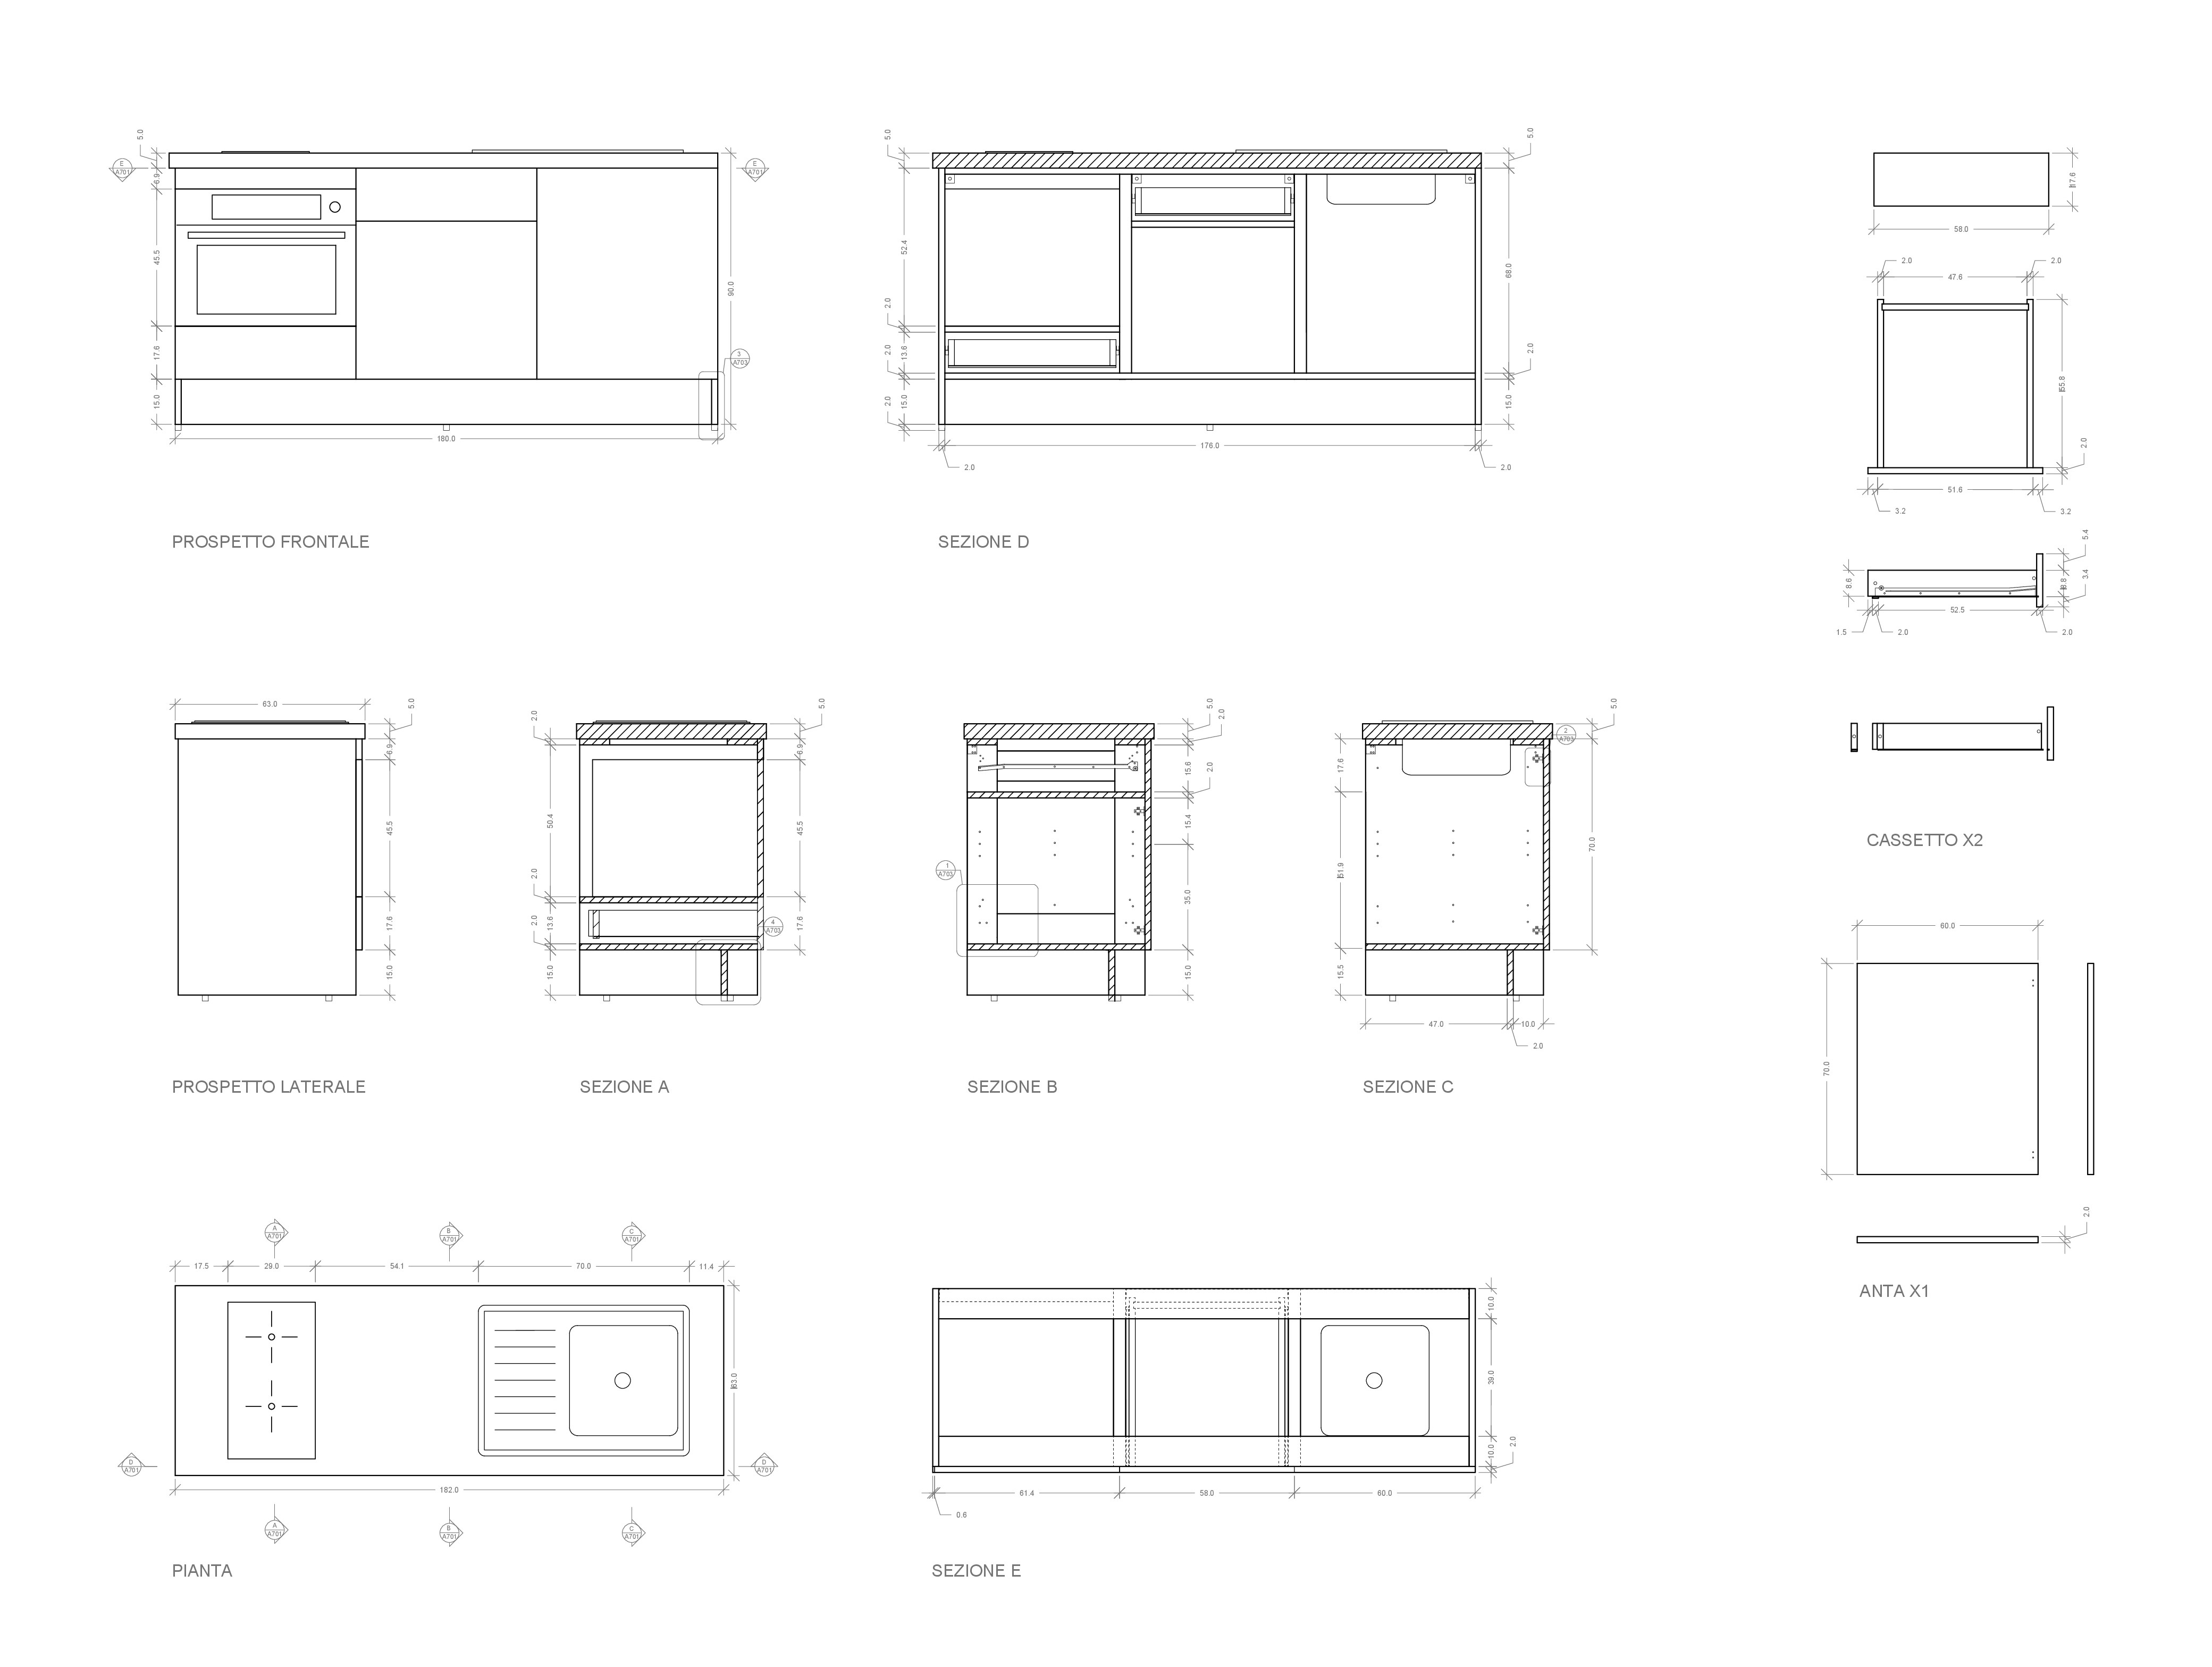 5.0
E
A701
6.9
45.5
17.6
15.0
90.0
180.0
E
A701
3
A703
PROSPETTO FRONTALE
5.0
52.4
2.0
13.6
2.0
15.0
2.0
176.0
2.0
2.0
5.0
68.0
2.0
15.0
SEZIONE D
17.6
58.0
2.0
47.6
2.0
55.8
2.0
51.6
3.2
3.2
5.4
8.6
8.8
3.4
52.5
1.5
2.0
2.0
CASSETTO X2
63.0
5.0
6.9
45.5
17.6
15.0
PROSPETTO LATERALE
2.0
50.4
2.0
13.6
2.0
15.0
5.0
6.9
45.5
17.6
4
A703
SEZIONE A
5.0
2.0
15.6
2.0
15.4
35.0
15.0
1
A703
SEZIONE B
5.0
2
A703
17.6
51.9
15.5
70.0
47.0
10.0
2.0
SEZIONE C
60.0
70.0
2.0
ANTA X1
A
A701
B
A701
C
A701
17.5
29.0
54.1
70.0
11.4
63.0
D
A701
D
A701
182.0
A
A701
B
A701
C
A701
PIANTA
10.0
39.0
10.0
2.0
61.4
58.0
60.0
0.6
SEZIONE E